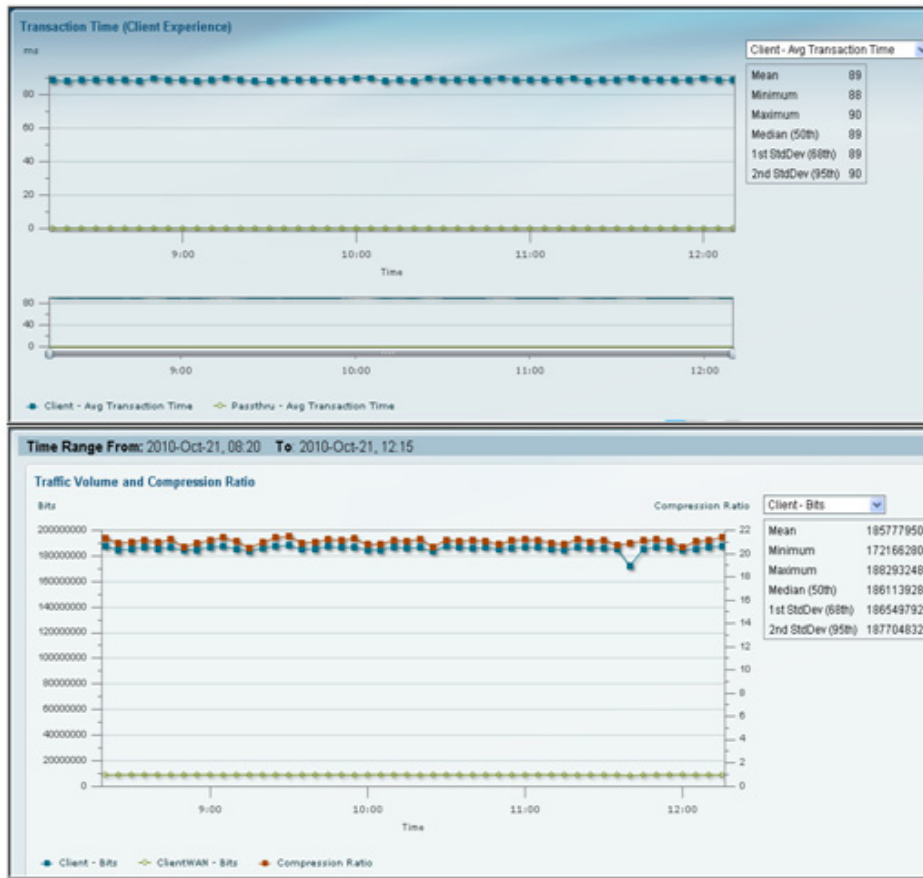 Transaction Time (Client Experience)
ms
Client - Avg Transaction Time
Mean 89
Minimum 88
Maximum 90
Median (50th) 89
1st StdDev (68th) 89
2nd StdDev (95th) 90
80
60
40
20
0
9:00 10:00 11:00 12:00
Time
80
40
0
9:00 10:00 11:00 12:00
Client - Avg Transaction Time Passthru - Avg Transaction Time
Time Range From: 2010-Oct-21, 08:20 To: 2010-Oct-21, 12:15
Traffic Volume and Compression Ratio
Bits
Compression Ratio
Client - Bits
Mean 185777950
Minimum 172166280
Maximum 188293248
Median (50th) 186113928
1st StdDev (68th) 186549792
2nd StdDev (95th) 187704832
200000000 22
180000000 20
160000000 18
140000000 16
120000000 14
100000000 12
80000000 10
60000000 8
40000000 6
20000000 4
0 2
0
9:00 10:00 11:00 12:00
Time
Client - Bits ClientWAN - Bits Compression Ratio